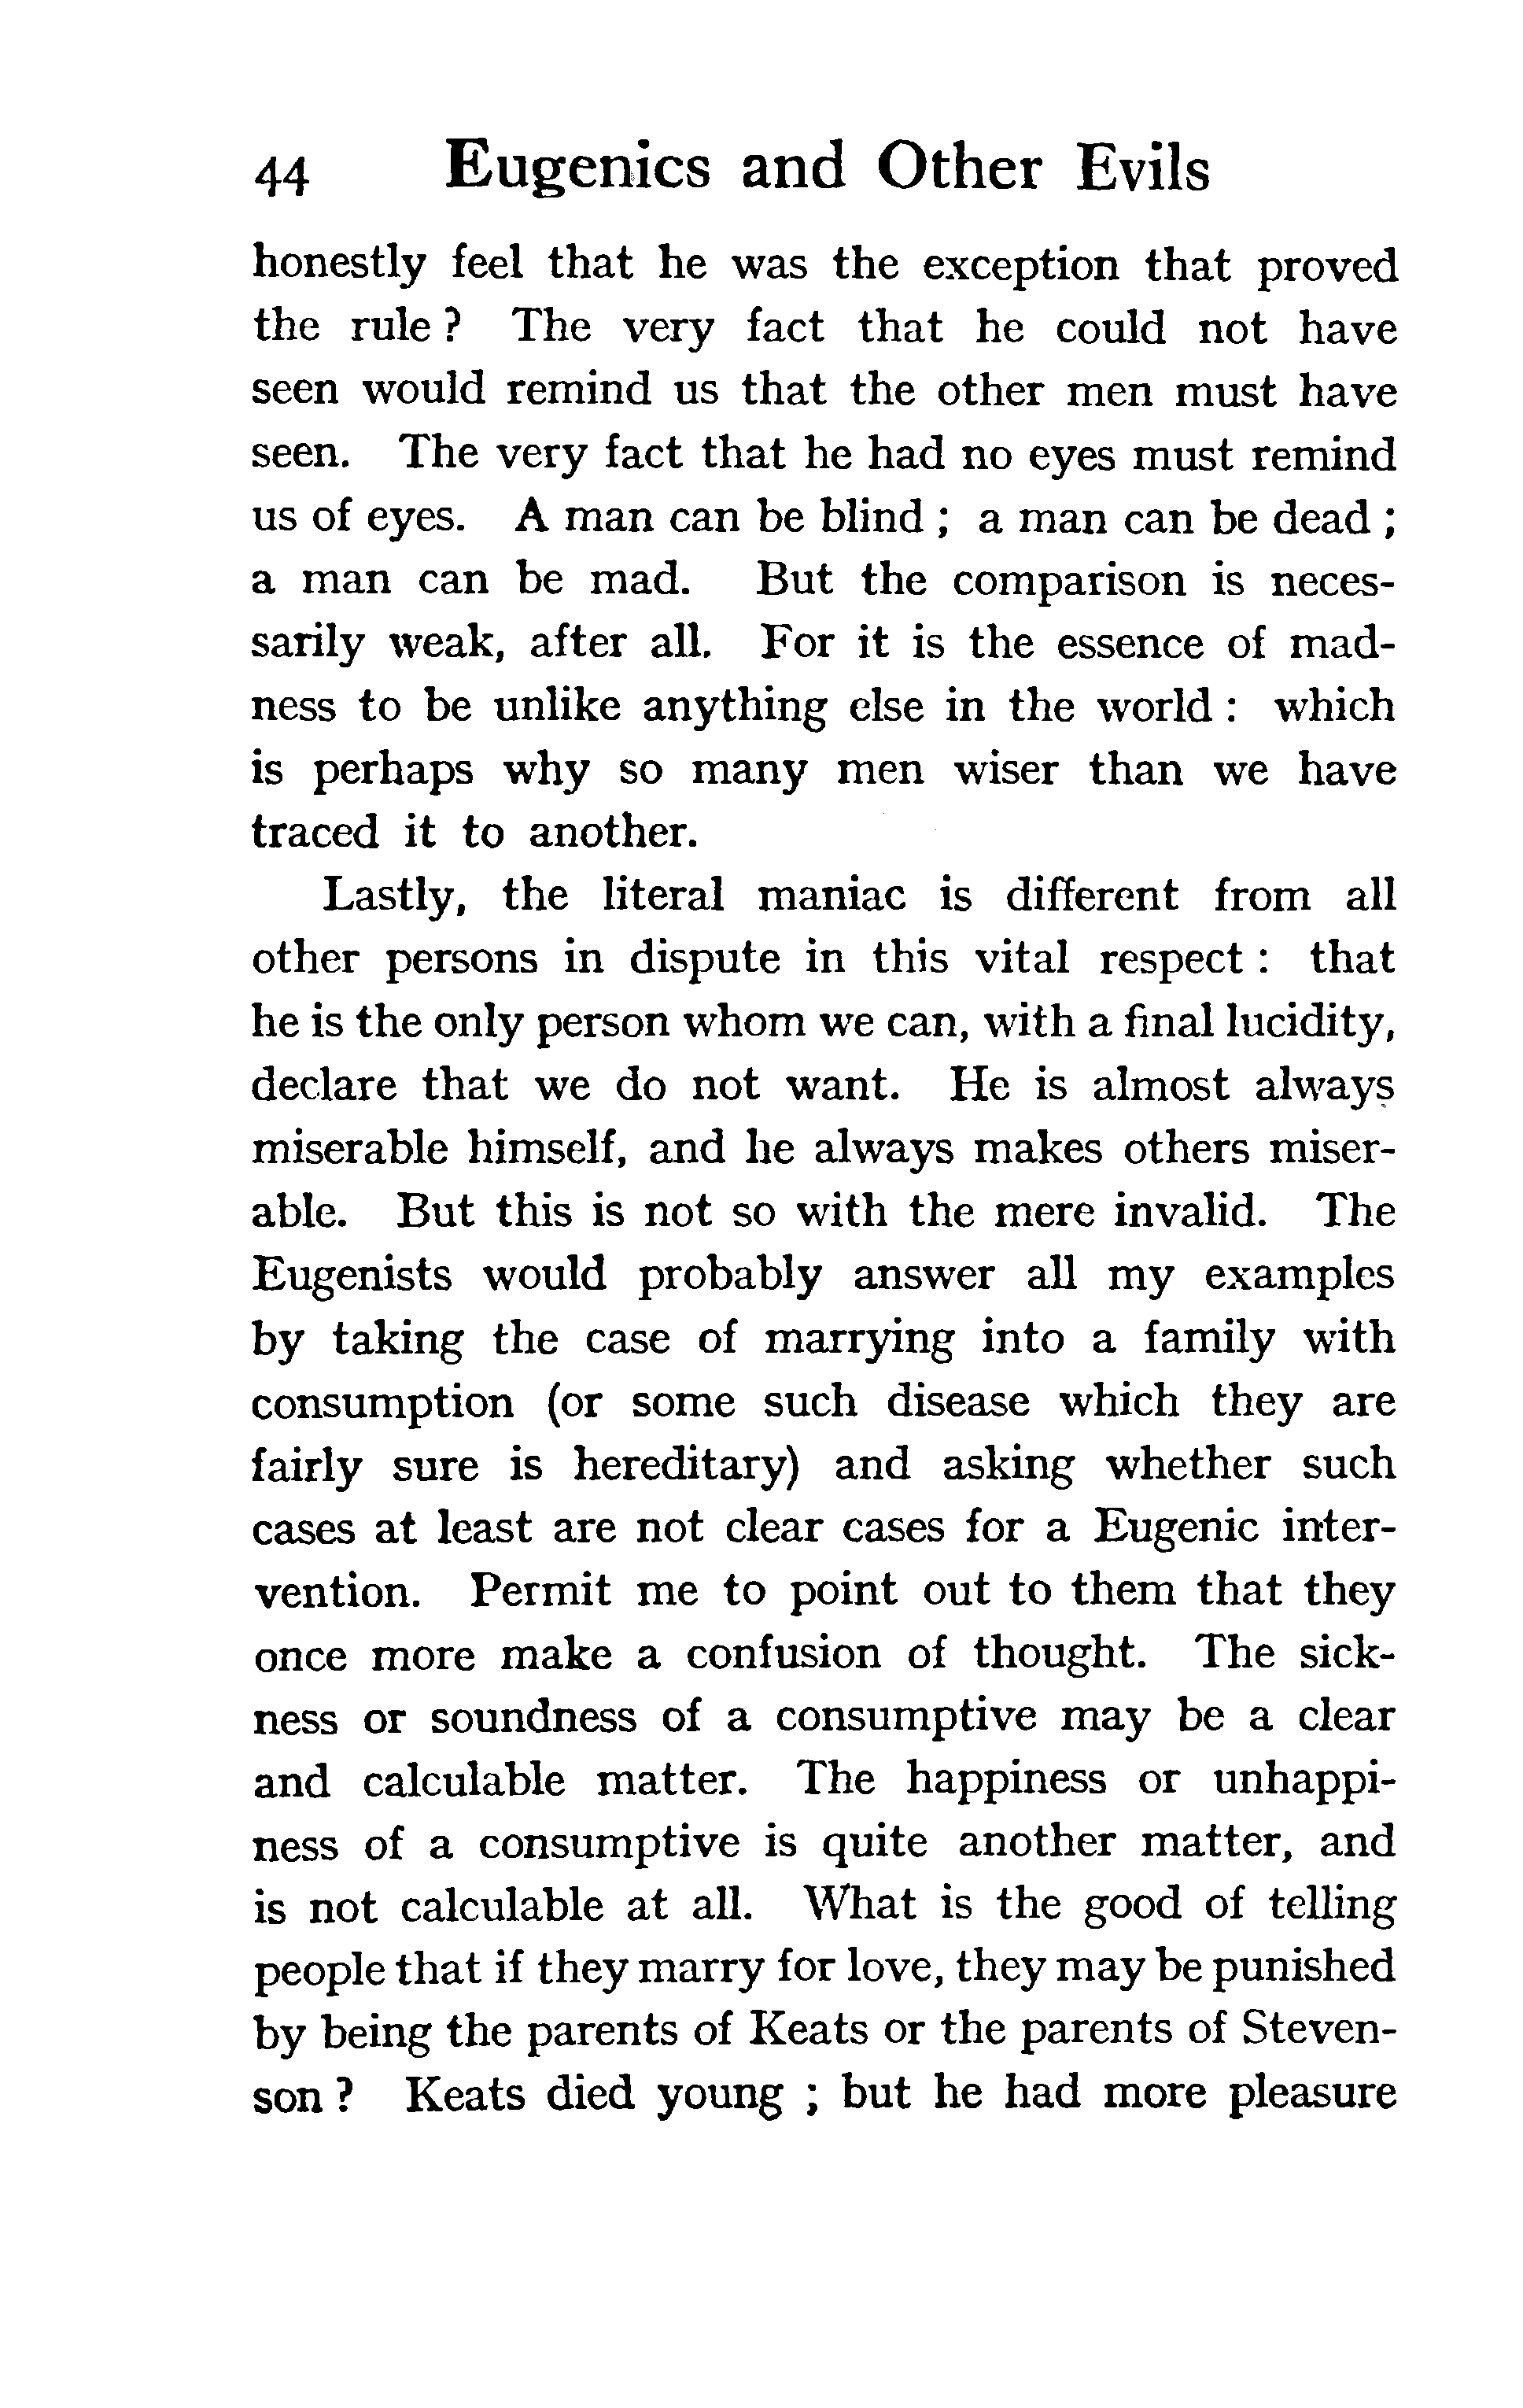 44 Eugenics and Other Evils
honestly feel that he was the exception that proved
the rule ? The very fact that he could not have
seen would remind us that the other men must have
seen. The very fact that he had no eyes must remind
us of eyes. A man can be blind ; a man can be dead ;
a man can be mad. But the comparison is neces-
sarily weak, after all. For it is the essence of mad-
ness to be unlike anything else in the world : which
is perhaps why so many men wiser than we have
traced it to another.
Lastly, the literal maniac is different from all
other persons in dispute in this vital respect : that
he is the only person whom we can, with a final lucidity,
declare that we do not want. He is almost always
miserable himself, and he always makes others miser-
able. But this is not so with the mere invalid. The
Eugenists would probably answer all my examples
by taking the case of marrying into a family with
consumption (or some such disease which they are
fairly sure is hereditary) and asking whether such
cases at least are not clear cases for a Eugenic inter-
vention. Permit me to point out to them that they
once more make a confusion of thought. The sick-
ness or soundness of a consumptive may be a clear
and calculable matter. The happiness or unhappi-
ness of a consumptive is quite another matter, and
is not calculable at all. What is the good of telling
people that if they marry for love, they may be punished
by being the parents of Keats or the parents of Steven-
son ? Keats died young ; but he had more pleasure